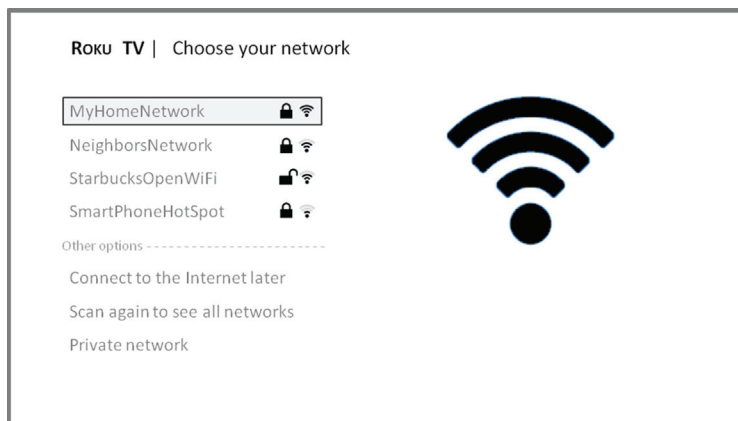 ROKU TV | Choose your network
MyHomeNetwork
NeighborsNetwork
StarbucksOpenWiFi
SmartPhoneHotSpot
Other options
Connect to the Internet later
Scan again to see all networks
Private network